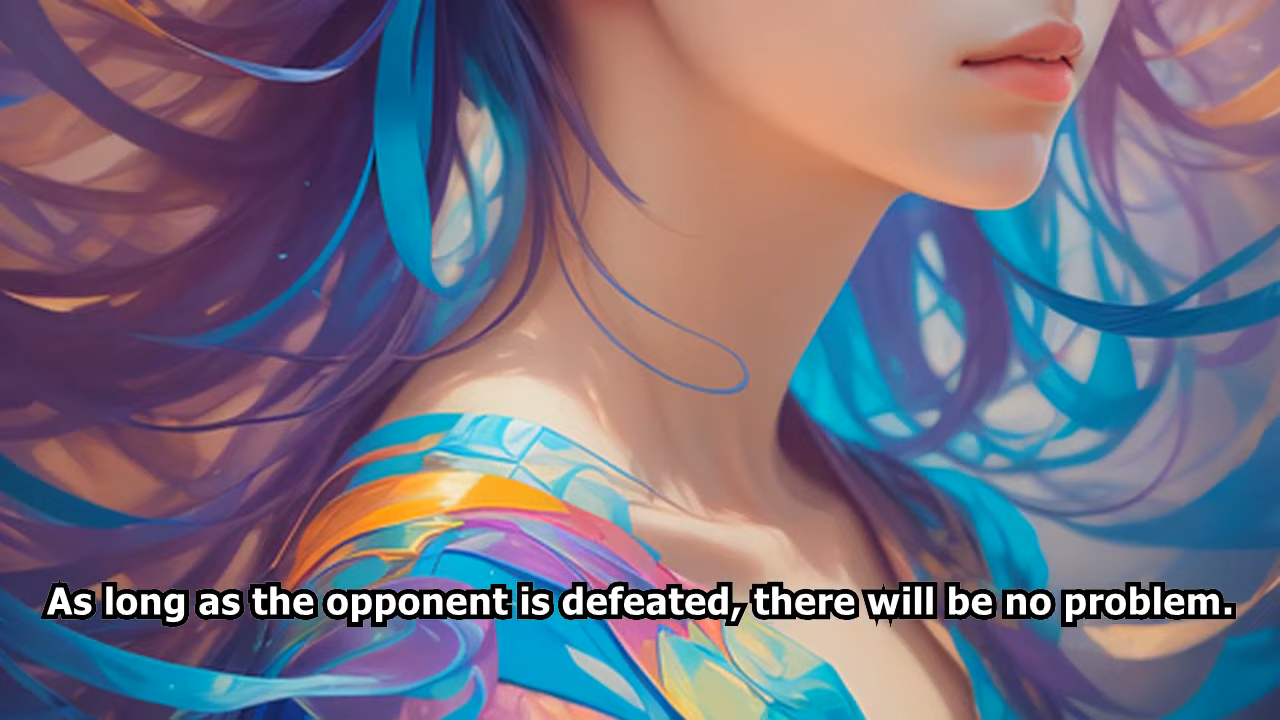 As long as the opponent is defeated, there will be no problem.